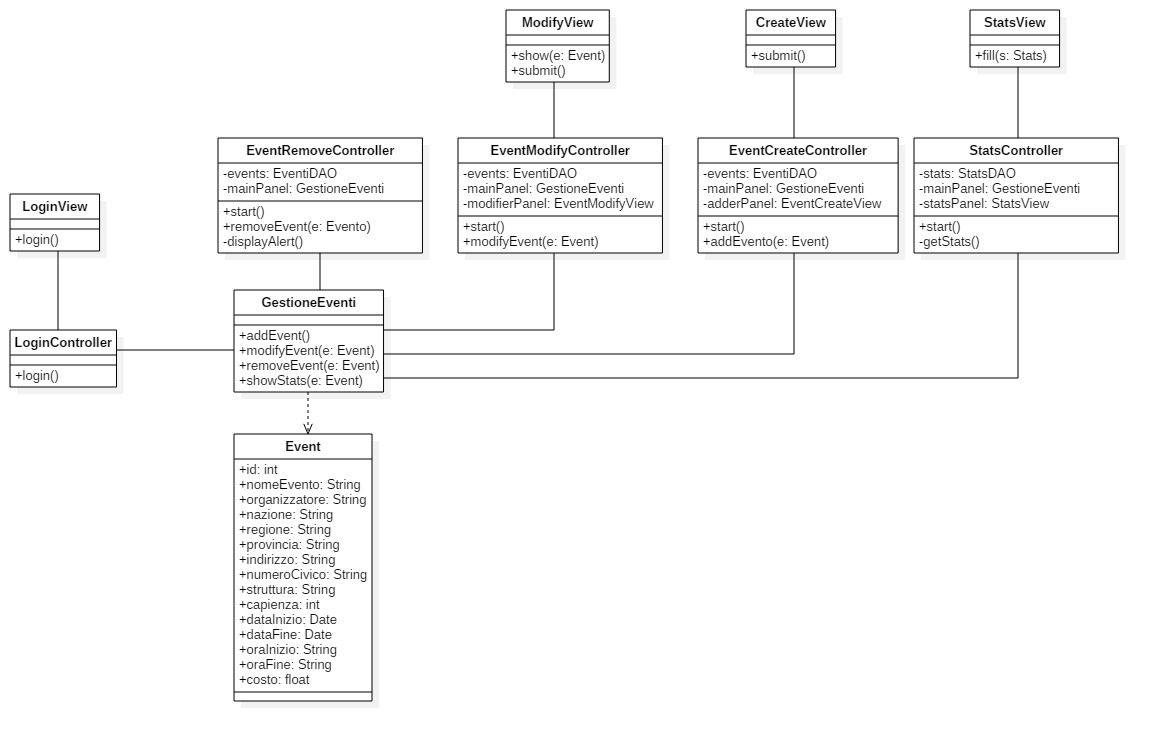 ModifyView
+show(e: Event)
+submit()
CreateView
+submit()
StatsView
+fill(s: Stats)
EventRemoveController
-events: EventiDAO
-mainPanel: GestioneEventi
+start()
+removeEvent(e: Evento)
-displayAlert()
EventModifyController
-events: EventiDAO
-mainPanel: GestioneEventi
-modifierPanel: EventModifyView
+start()
+modifyEvent(e: Event)
EventCreateController
-events: EventiDAO
-mainPanel: GestioneEventi
-adderPanel: EventCreateView
+start()
+addEvento(e: Event)
StatsController
-stats: StatsDAO
-mainPanel: GestioneEventi
-statsPanel: StatsView
+start()
-getStats()
LoginView
+login()
LoginController
+login()
GestioneEventi
+addEvent()
+modifyEvent(e: Event)
+removeEvent(e: Event)
+showStats(e: Event)
Event
+id: int
+nomeEvento: String
+organizzatore: String
+nazione: String
+regione: String
+provincia: String
+indirizzo: String
+numeroCivico: String
+struttura: String
+capienza: int
+dataInizio: Date
+dataFine: Date
+oraInizio: String
+oraFine: String
+costo: float